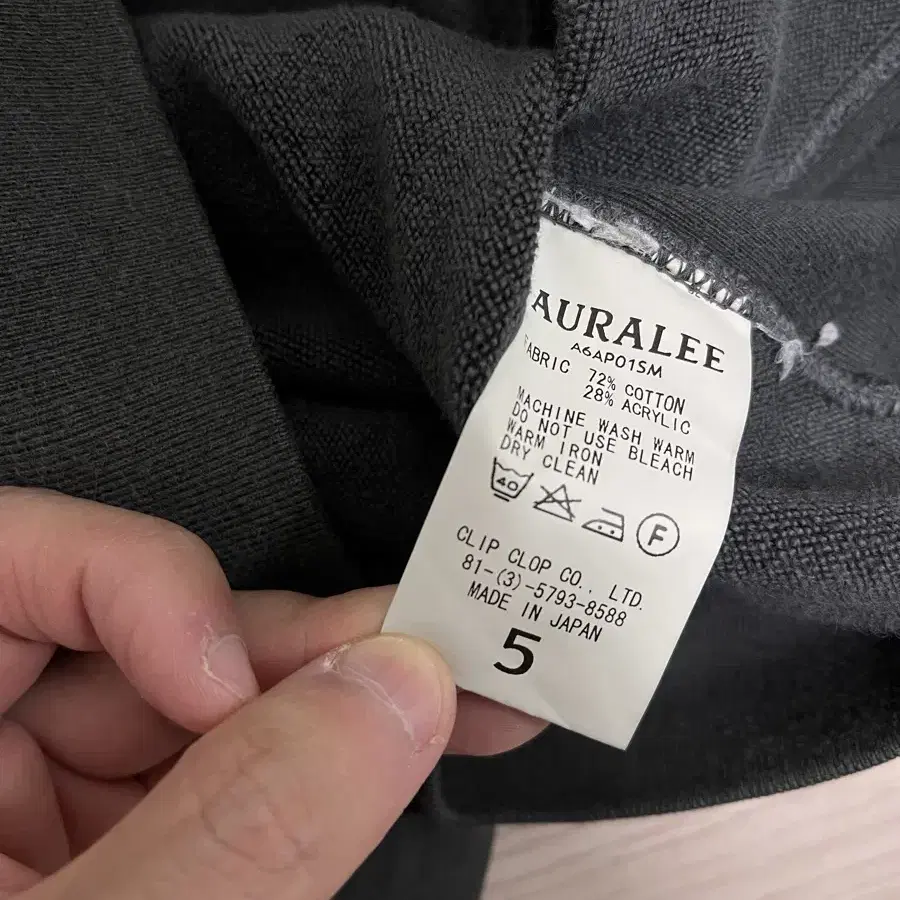 AURALEE
A6AP01SM
FABRIC 72% COTTON
28% ACRYLIC
MACHINE WASH WARM
DO NOT USE BLEACH
WARM IRON
DRY CLEAN
40
F
CLIP CLOP CO., LTD.
81-(3)-5793-8588
MADE IN JAPAN
5